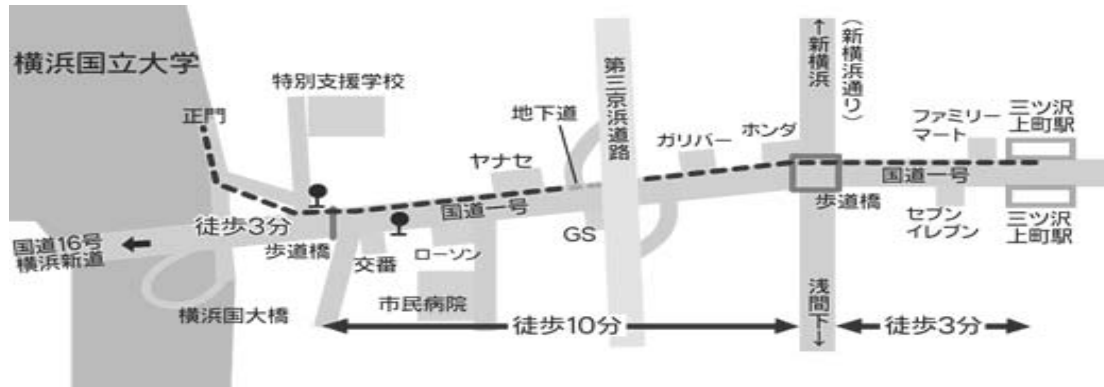 横浜国立大学
正門
特別支援学校
地下道
第三京浜道路
↑新横浜
(新横浜通り)
ガリバー
ホンダ
ファミリー
マート
三ツ沢
上町駅
ヤナセ
国道一号
国道一号
徒歩3分
歩道橋
交番
ローソン
GS
歩道橋
セブン
イレブン
三ツ沢
上町駅
国道16号
横浜新道
横浜国大橋
市民病院
徒歩10分
浅間下↓
徒歩3分